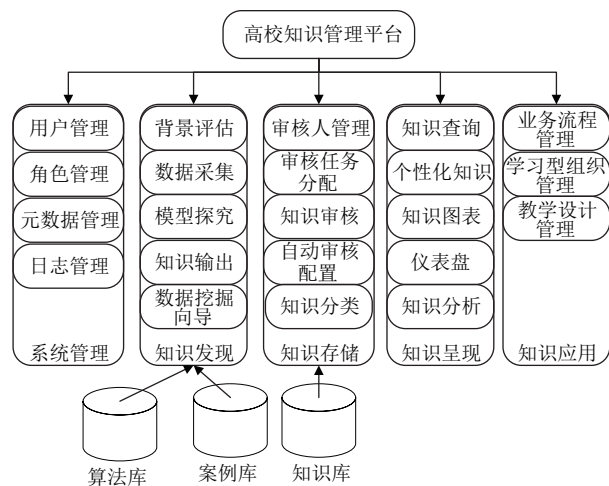 高校知识管理平台
用户管理
角色管理
元数据管理
日志管理
系统管理
背景评估
数据采集
模型探究
知识输出
数据挖掘
向导
知识发现
审核人管理
审核任务
分配
知识审核
自动审核
配置
知识分类
知识存储
知识查询
个性化知识
知识图表
仪表盘
知识分析
知识呈现
业务流程
管理
学习型组织
管理
教学设计
管理
知识应用
算法库
案例库
知识库